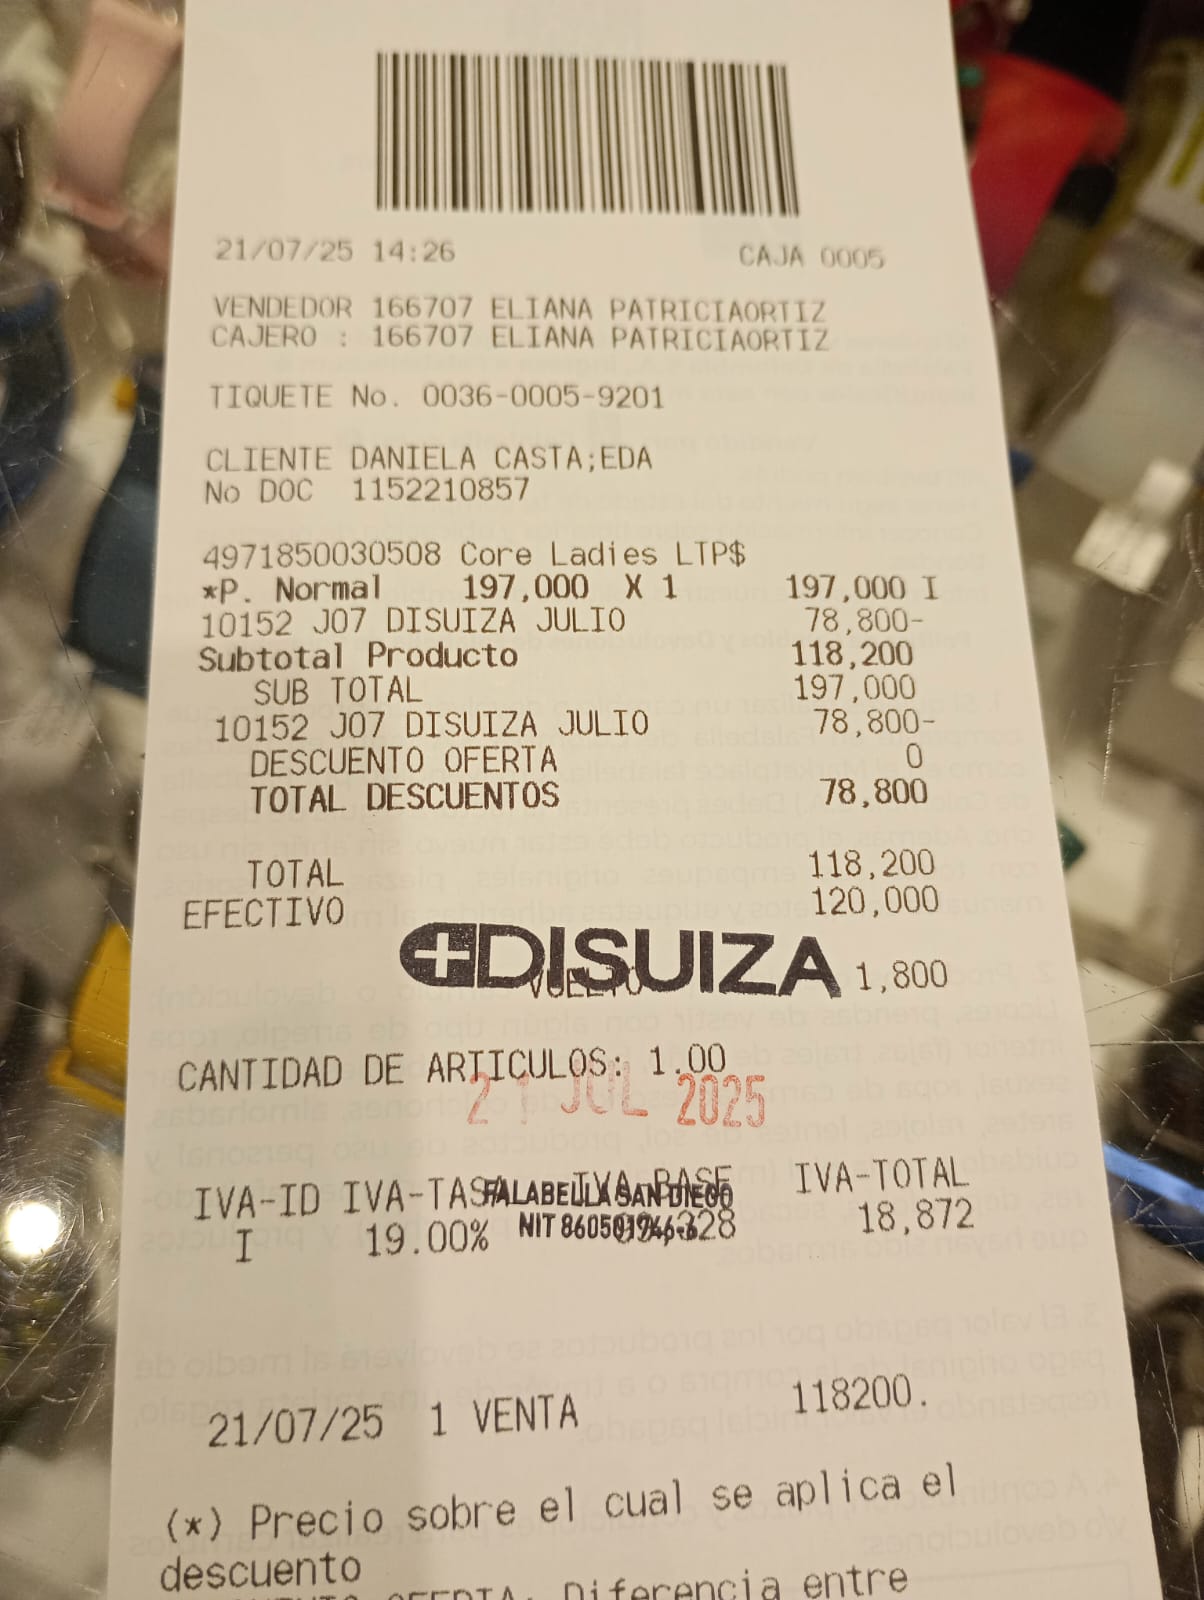 21/07/25 14:26 CAJA 0005
VENDEDOR 166707 ELIANA PATRICIAORTIZ
CAJERO : 166707 ELIANA PATRICIAORTIZ
TIQUETE No. 0036-0005-9201
CLIENTE DANIELA CASTA;EDA
No DOC 1152210857
4971850030508 Core Ladies LTP$
*P. Normal 197,000 X 1 197,000 I
10152 J07 DISUIZA JULIO 78,800-
Subtotal Producto 118,200
SUB TOTAL 197,000
10152 J07 DISUIZA JULIO 78,800-
DESCUENTO OFERTA 0
TOTAL DESCUENTOS 78,800
TOTAL 118,200
EFECTIVO 120,000
DISUIZA
VUELTO 1,800
CANTIDAD DE ARTICULOS: 1.00
21 JUL 2025
IVA-ID IVA-TASA IVA-BASE IVA-TOTAL
FALABELLA SAN DIEGO
I 19.00% 18,872
NIT 860501946-6
21/07/25 1 VENTA 118200.
(*) Precio sobre el cual se aplica el
descuento
OFERTA. Diferencia entre